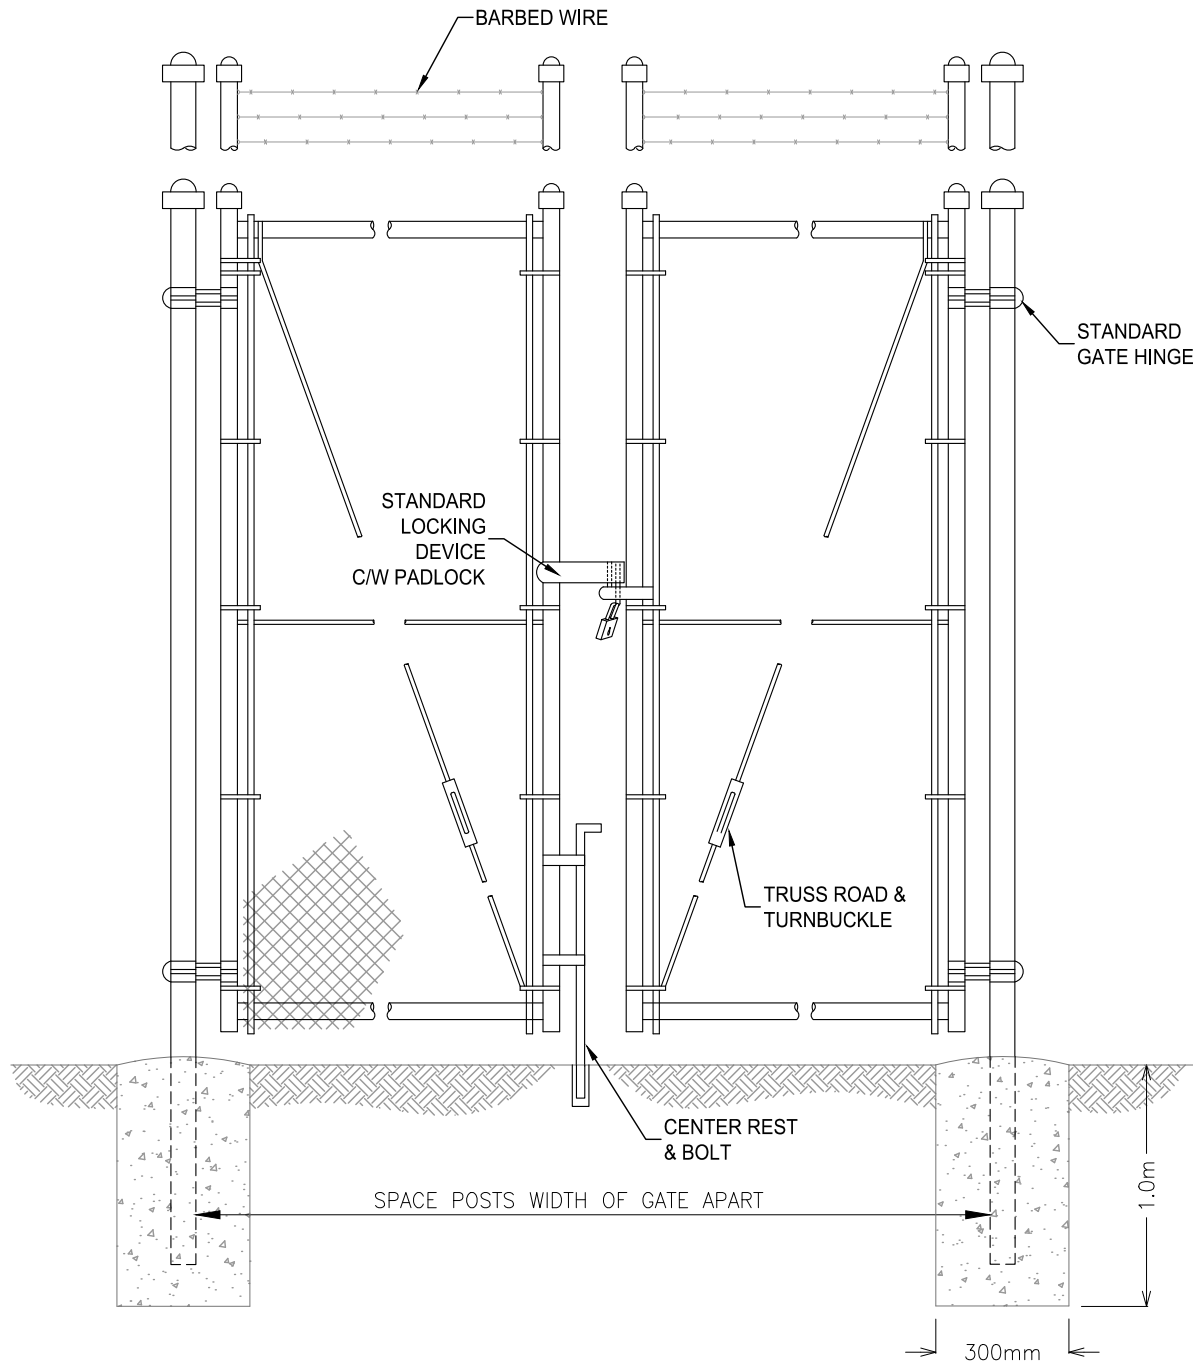 BARBED WIRE
STANDARD
GATE HINGE
STANDARD
LOCKING
DEVICE
C/W PADLOCK
TRUSS ROAD &
TURNBUCKLE
CENTER REST
& BOLT
SPACE POSTS WIDTH OF GATE APART
1.0m
300mm